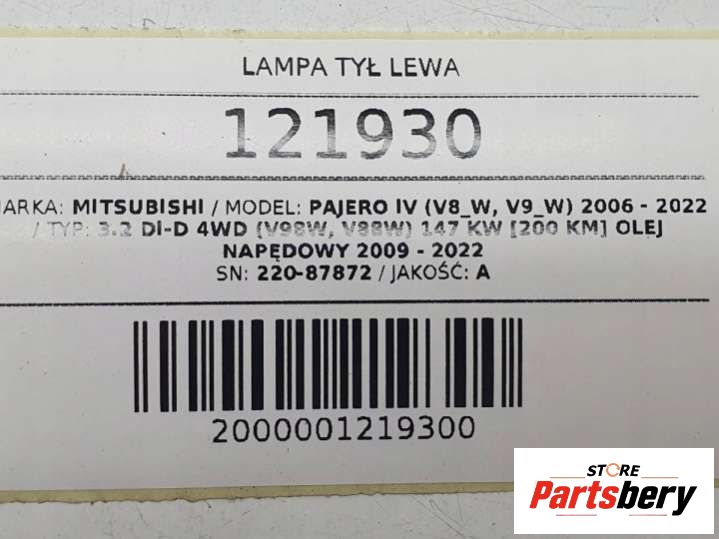 LAMPA TYŁ LEWA
121930
MARKA: MITSUBISHI / MODEL: PAJERO IV (V8_W, V9_W) 2006 - 2022
/ TYP: 3.2 DI-D 4WD (V98W, V88W) 147 KW [200 KM] OLEJ
NAPĘDOWY 2009 - 2022
SN: 220-87872 / JAKOŚĆ: A
2000001219300
STORE
Partsbery